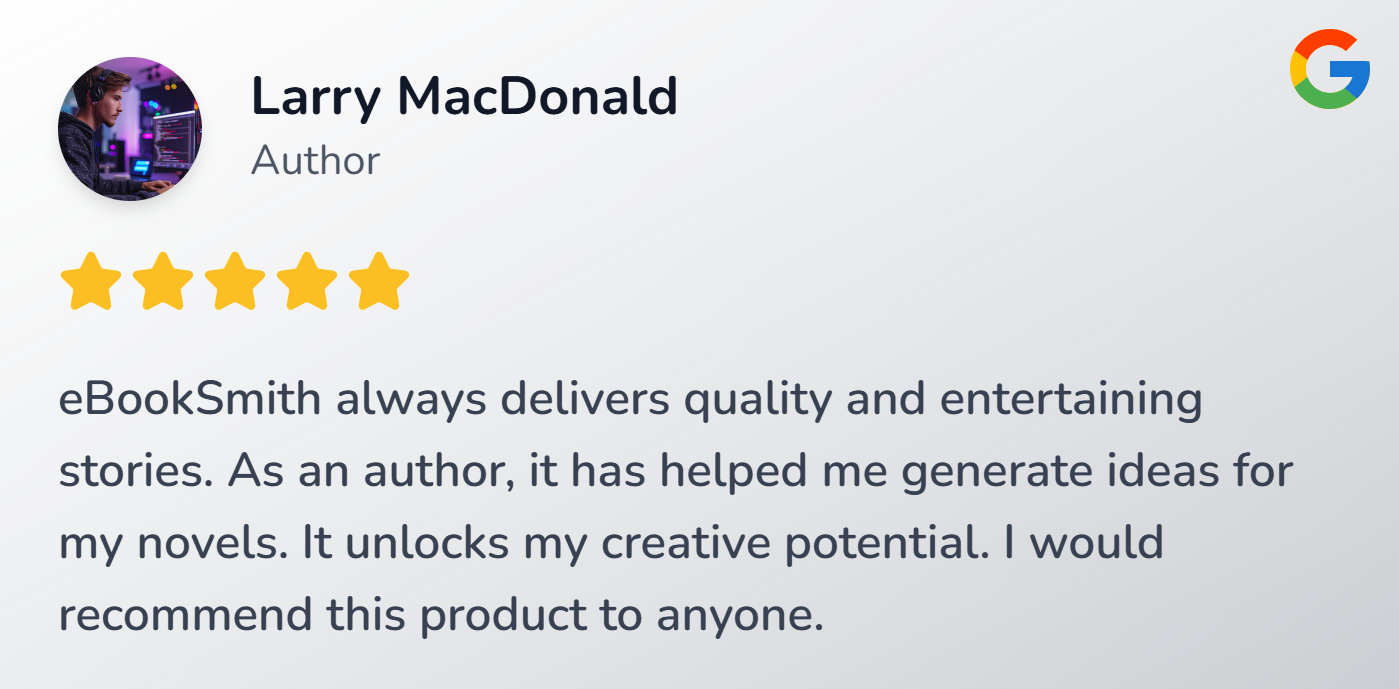 Larry MacDonald
Author
eBookSmith always delivers quality and entertaining
stories. As an author, it has helped me generate ideas for
my novels. It unlocks my creative potential. I would
recommend this product to anyone.